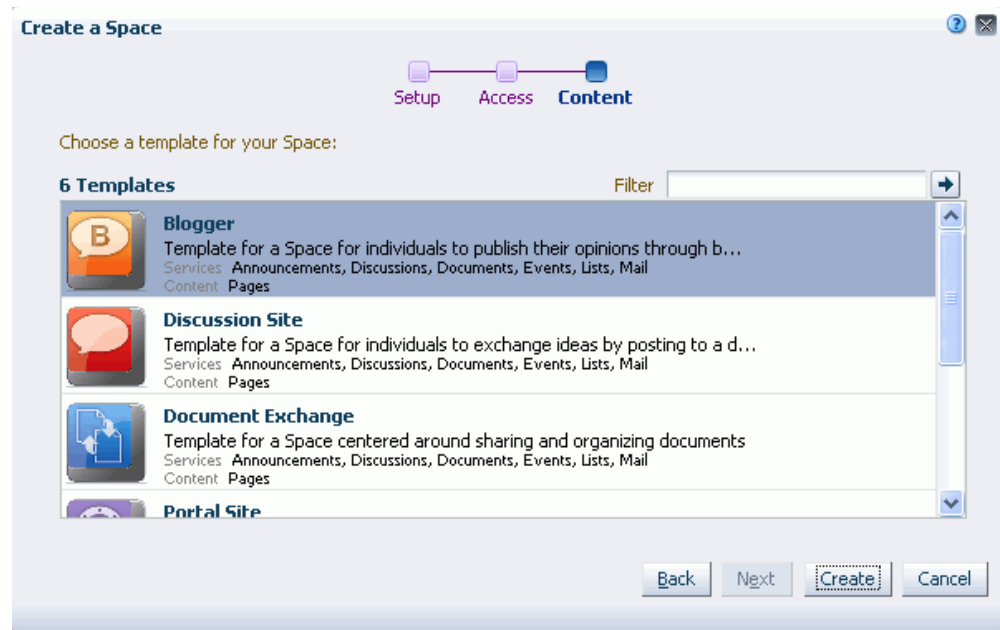 Create a Space
Setup Access Content
Choose a template for your Space:
6 Templates Filter
B
Blogger
Template for a Space for individuals to publish their opinions through b...
Services Announcements, Discussions, Documents, Events, Lists, Mail
Content Pages
Discussion Site
Template for a Space for individuals to exchange ideas by posting to a d...
Services Announcements, Discussions, Documents, Events, Lists, Mail
Content Pages
Document Exchange
Template for a Space centered around sharing and organizing documents
Services Announcements, Discussions, Documents, Events, Lists, Mail
Content Pages
Portal Site
Back Next Create Cancel